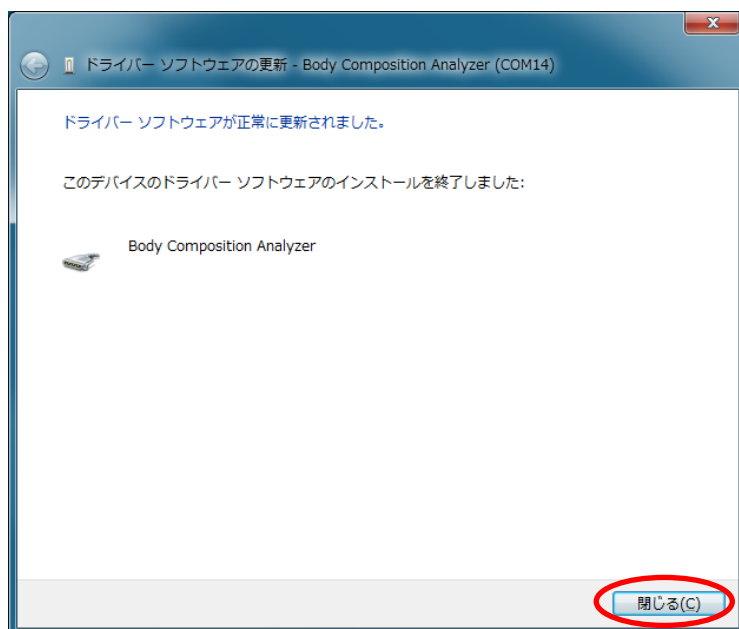 ドライバー ソフトウェアの更新 - Body Composition Analyzer (COM14)
ドライバー ソフトウェアが正常に更新されました。
このデバイスのドライバー ソフトウェアのインストールを終了しました:
Body Composition Analyzer
閉じる(C)